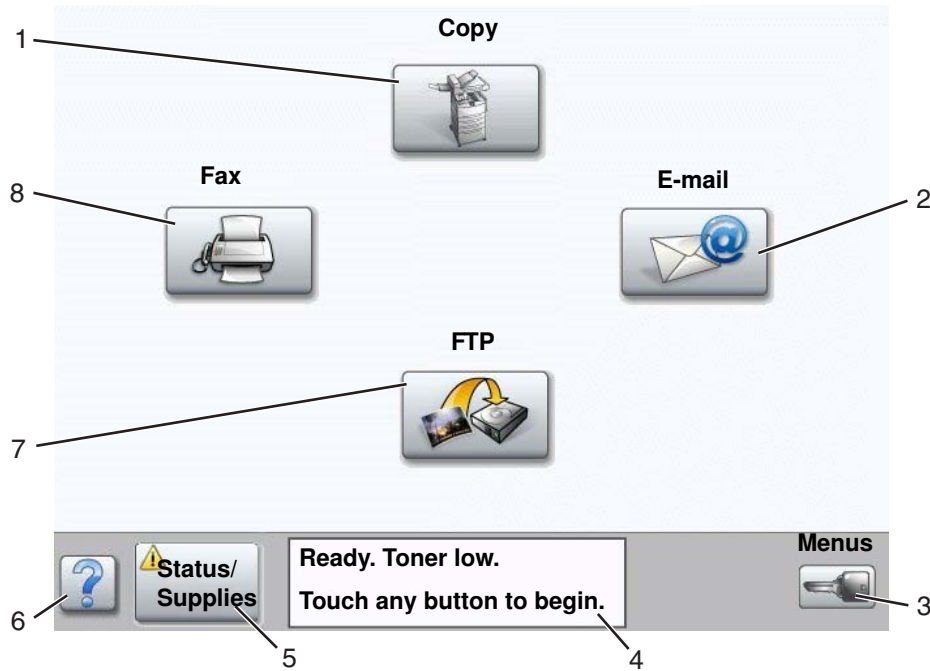 1
Copy
Fax
E-mail
8
2
FTP
7
Menus
Status/
Supplies
Ready. Toner low.
Touch any button to begin.
6
5
4
3